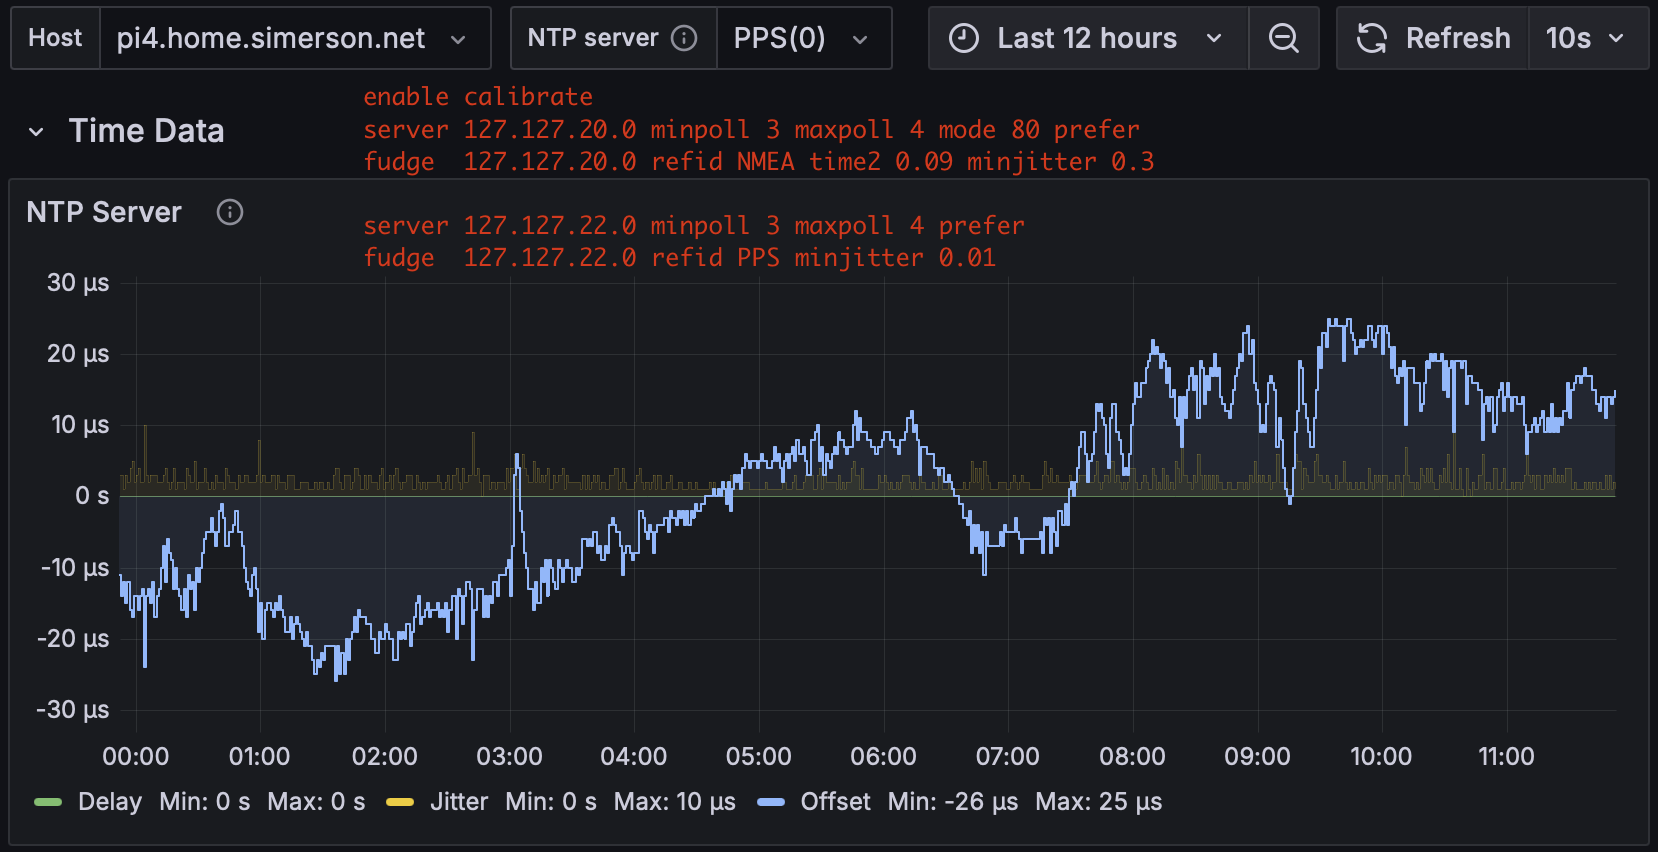 Host pi4.home.simerson.net NTP server PPS(0) Last 12 hours Refresh 10s
enable calibrate
Time Data
server 127.127.20.0 minpoll 3 maxpoll 4 mode 80 prefer
fudge  127.127.20.0 refid NMEA time2 0.09 minjitter 0.3
NTP Server
server 127.127.22.0 minpoll 3 maxpoll 4 prefer
fudge  127.127.22.0 refid PPS minjitter 0.01
30 µs
20 µs
10 µs
0 s
-10 µs
-20 µs
-30 µs
00:00 01:00 02:00 03:00 04:00 05:00 06:00 07:00 08:00 09:00 10:00 11:00
Delay Min: 0 s Max: 0 s Jitter Min: 0 s Max: 10 µs Offset Min: -26 µs Max: 25 µs